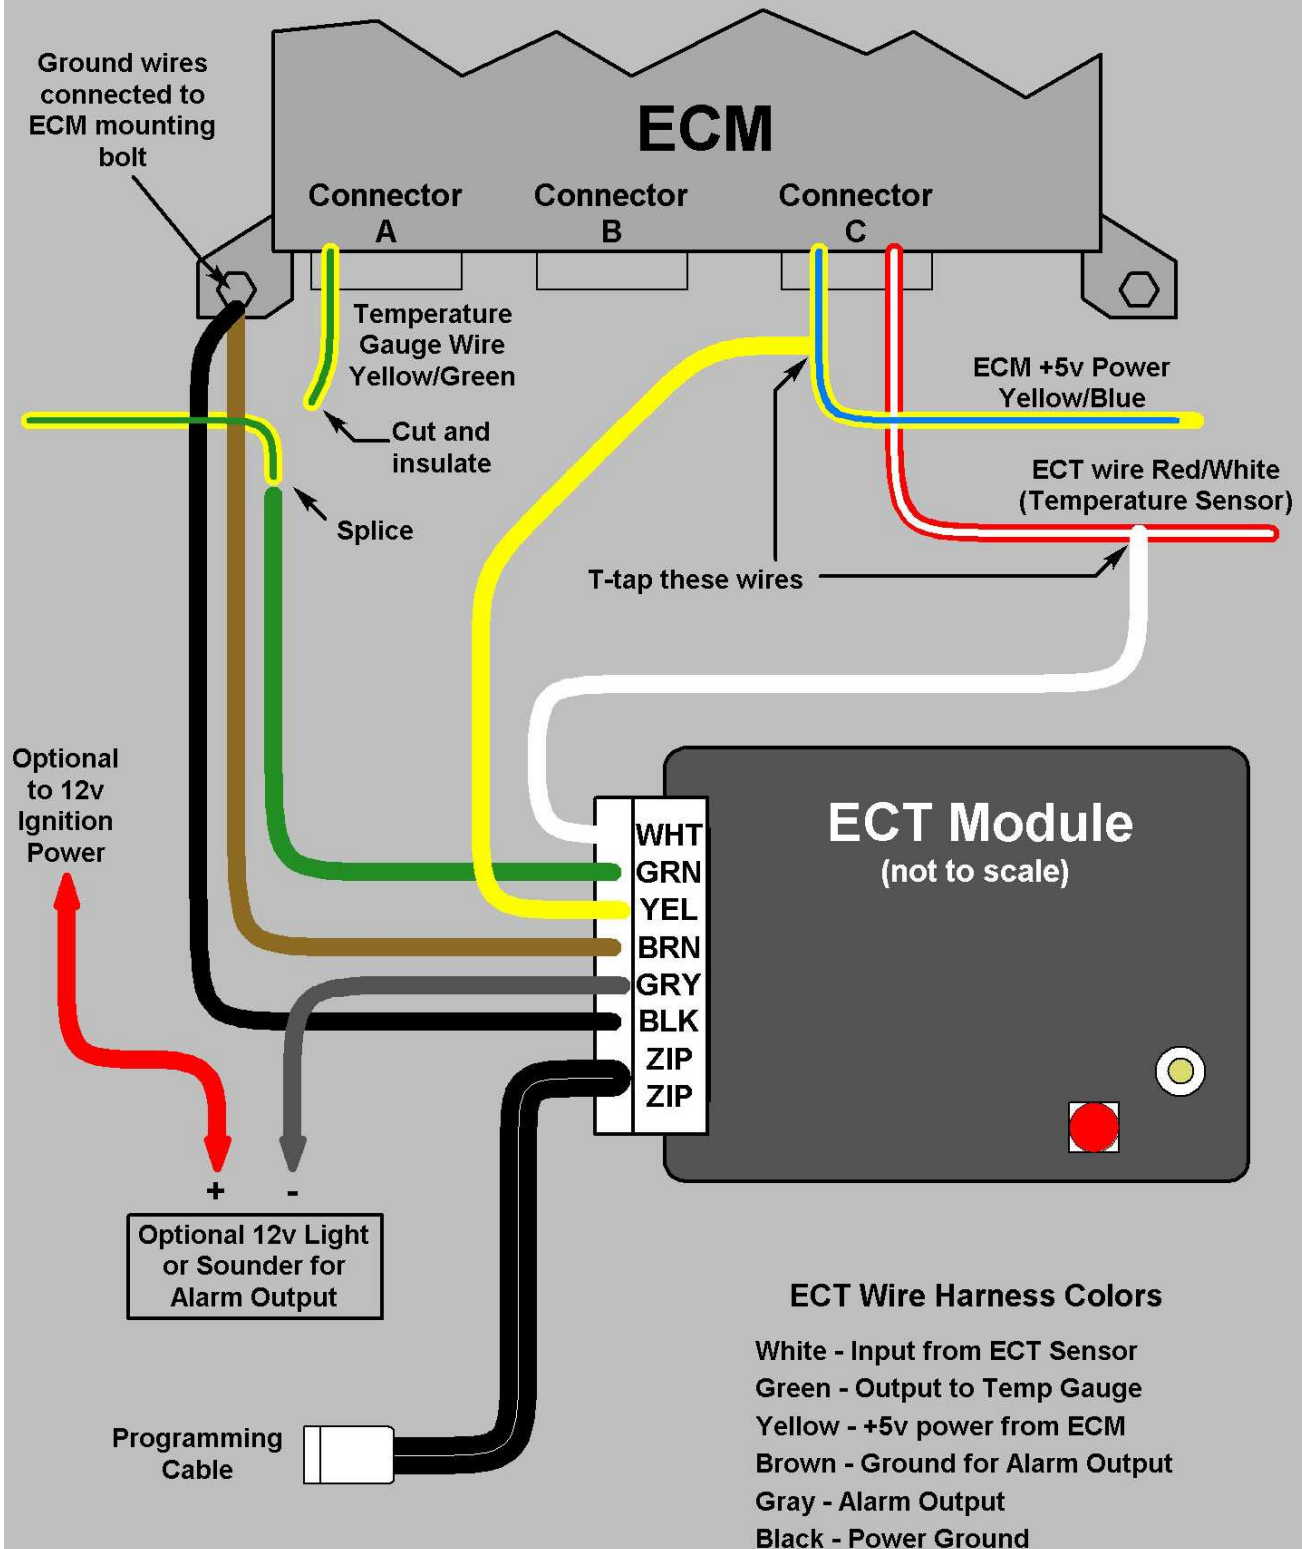 Ground wires
connected to
ECM mounting
bolt
ECM
Connector
A
Connector
B
Connector
C
Temperature
Gauge Wire
Yellow/Green
Cut and
insulate
Splice
ECM +5v Power
Yellow/Blue
ECT wire Red/White
(Temperature Sensor)
T-tap these wires
Optional
to 12v
Ignition
Power
ECT Module
(not to scale)
WHT
GRN
YEL
BRN
GRY
BLK
ZIP
ZIP
+ -
Optional 12v Light
or Sounder for
Alarm Output
Programming
Cable
ECT Wire Harness Colors
White - Input from ECT Sensor
Green - Output to Temp Gauge
Yellow - +5v power from ECM
Brown - Ground for Alarm Output
Gray - Alarm Output
Black - Power Ground